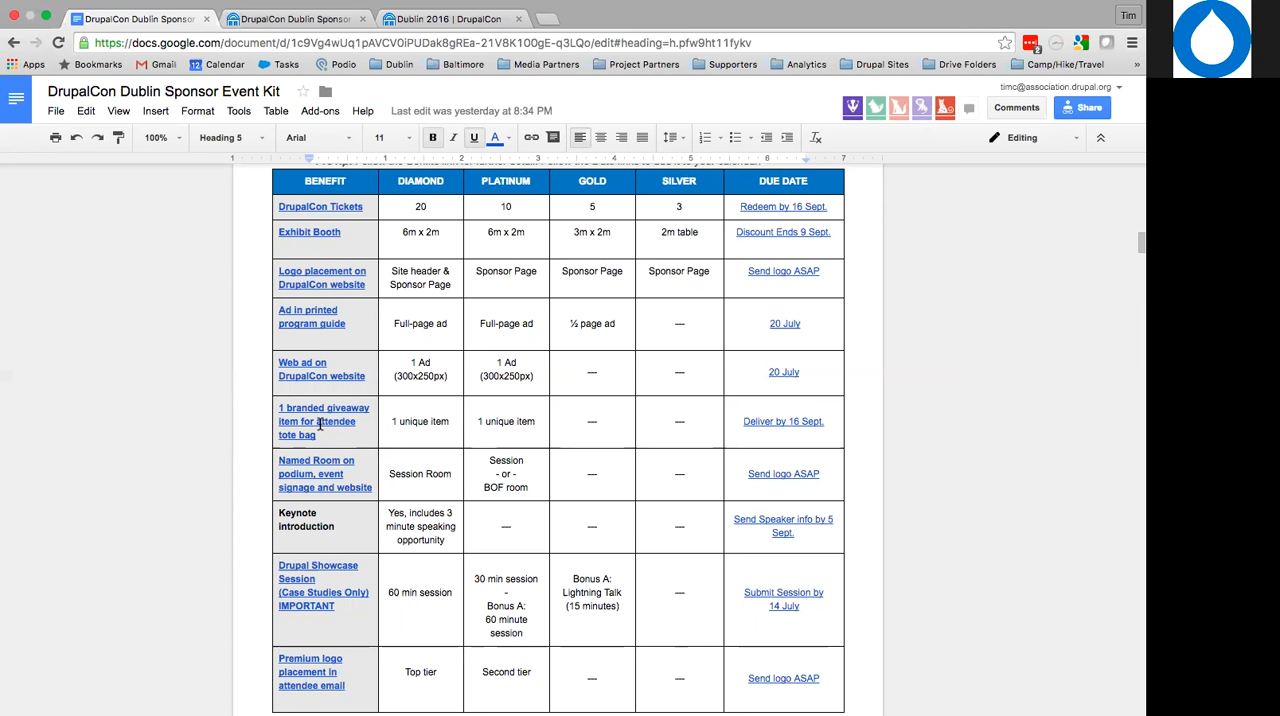 DrupalCon Dublin Sponsor × DrupalCon Dublin Sponsor × Dublin 2016 | DrupalCon × Tim
https://docs.google.com/document/d/1c9Vg4wUq1pAVCV0iPUDak8gREa-21V8K1O0gE-q3LQo/edit#heading=h.pfw9ht11fykv
Apps Bookmarks Gmail Calendar Tasks Podio Dublin Baltimore Media Partners Project Partners Supporters Analytics Drupal Sites Drive Folders Camp/Hike/Travel »
timc@association.drupal.org
DrupalCon Dublin Sponsor Event Kit
Comments Share
File Edit View Insert Format Tools Table Add-ons Help Last edit was yesterday at 8:34 PM
100% Heading 5 Arial 11 B I U A Editing
1 1 2 3 4 5 6 7
BENEFIT DIAMOND PLATINUM GOLD SILVER DUE DATE
DrupalCon Tickets 20 10 5 3 Redeem by 16 Sept.
Exhibit Booth 6m x 2m 6m x 2m 3m x 2m 2m table Discount Ends 9 Sept.
Logo placement on
DrupalCon website
Site header &
Sponsor Page
Sponsor Page Sponsor Page Sponsor Page Send logo ASAP
Ad in printed
program guide
Full-page ad Full-page ad ½ page ad --- 20 July
Web ad on
DrupalCon website
1 Ad
(300x250px)
1 Ad
(300x250px)
--- --- 20 July
1 branded giveaway
item for attendee
tote bag
1 unique item 1 unique item --- --- Deliver by 16 Sept.
Named Room on
podium, event
signage and website
Session Room
Session
- or -
BOF room
--- --- Send logo ASAP
Keynote
introduction
Yes, includes 3
minute speaking
opportunity
--- --- ---
Send Speaker info by 5
Sept.
Drupal Showcase
Session
(Case Studies Only)
IMPORTANT
60 min session
30 min session
-
Bonus A:
60 minute
session
Bonus A:
Lightning Talk
(15 minutes)
---
Submit Session by
14 July
Premium logo
placement in
attendee email
Top tier Second tier --- --- Send logo ASAP